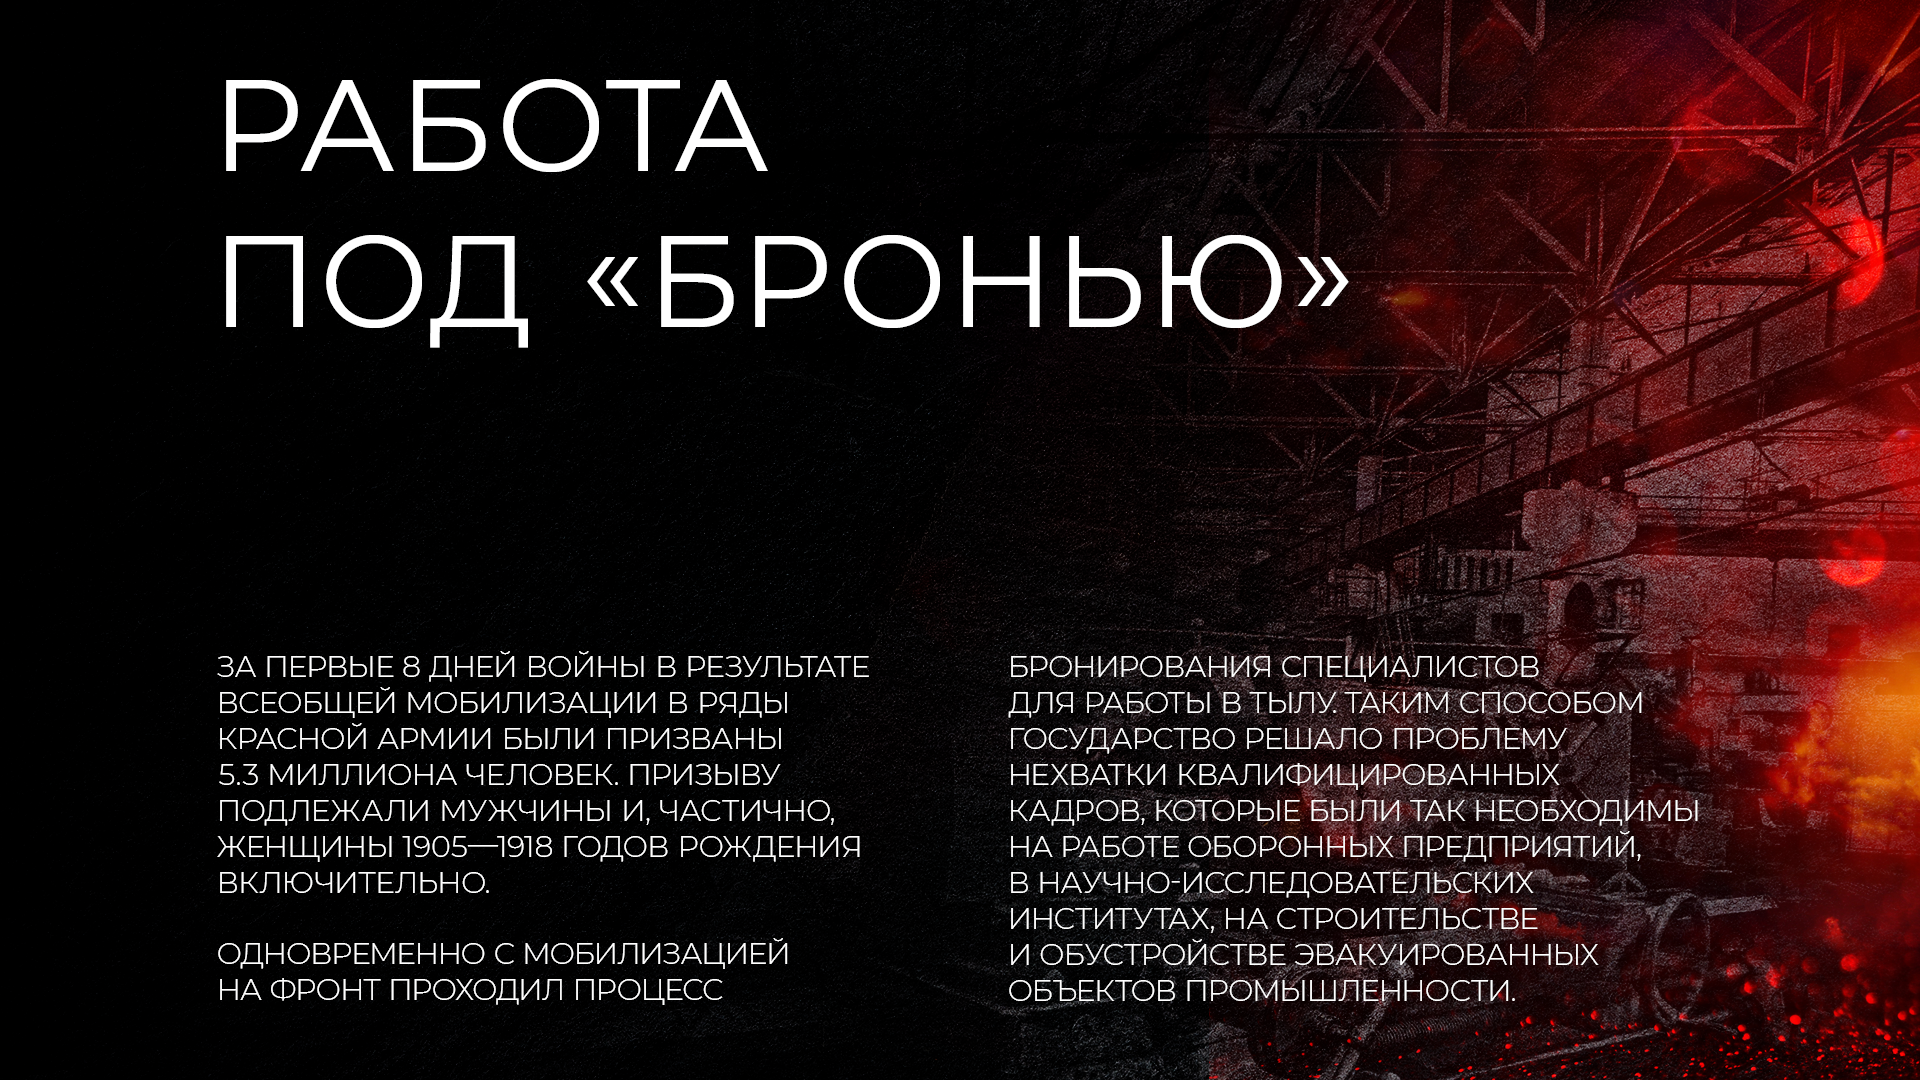 РАБОТА
ПОД «БРОНЬЮ»
ЗА ПЕРВЫЕ 8 ДНЕЙ ВОЙНЫ В РЕЗУЛЬТАТЕ
ВСЕОБЩЕЙ МОБИЛИЗАЦИИ В РЯДЫ
КРАСНОЙ АРМИИ БЫЛИ ПРИЗВАНЫ
5.3 МИЛЛИОНА ЧЕЛОВЕК. ПРИЗЫВУ
ПОДЛЕЖАЛИ МУЖЧИНЫ И, ЧАСТИЧНО,
ЖЕНЩИНЫ 1905—1918 ГОДОВ РОЖДЕНИЯ
ВКЛЮЧИТЕЛЬНО.
ОДНОВРЕМЕННО С МОБИЛИЗАЦИЕЙ
НА ФРОНТ ПРОХОДИЛ ПРОЦЕСС
БРОНИРОВАНИЯ СПЕЦИАЛИСТОВ
ДЛЯ РАБОТЫ В ТЫЛУ. ТАКИМ СПОСОБОМ
ГОСУДАРСТВО РЕШАЛО ПРОБЛЕМУ
НЕХВАТКИ КВАЛИФИЦИРОВАННЫХ
КАДРОВ, КОТОРЫЕ БЫЛИ ТАК НЕОБХОДИМЫ
НА РАБОТЕ ОБОРОННЫХ ПРЕДПРИЯТИЙ,
В НАУЧНО-ИССЛЕДОВАТЕЛЬСКИХ
ИНСТИТУТАХ, НА СТРОИТЕЛЬСТВЕ
И ОБУСТРОЙСТВЕ ЭВАКУИРОВАННЫХ
ОБЪЕКТОВ ПРОМЫШЛЕННОСТИ.